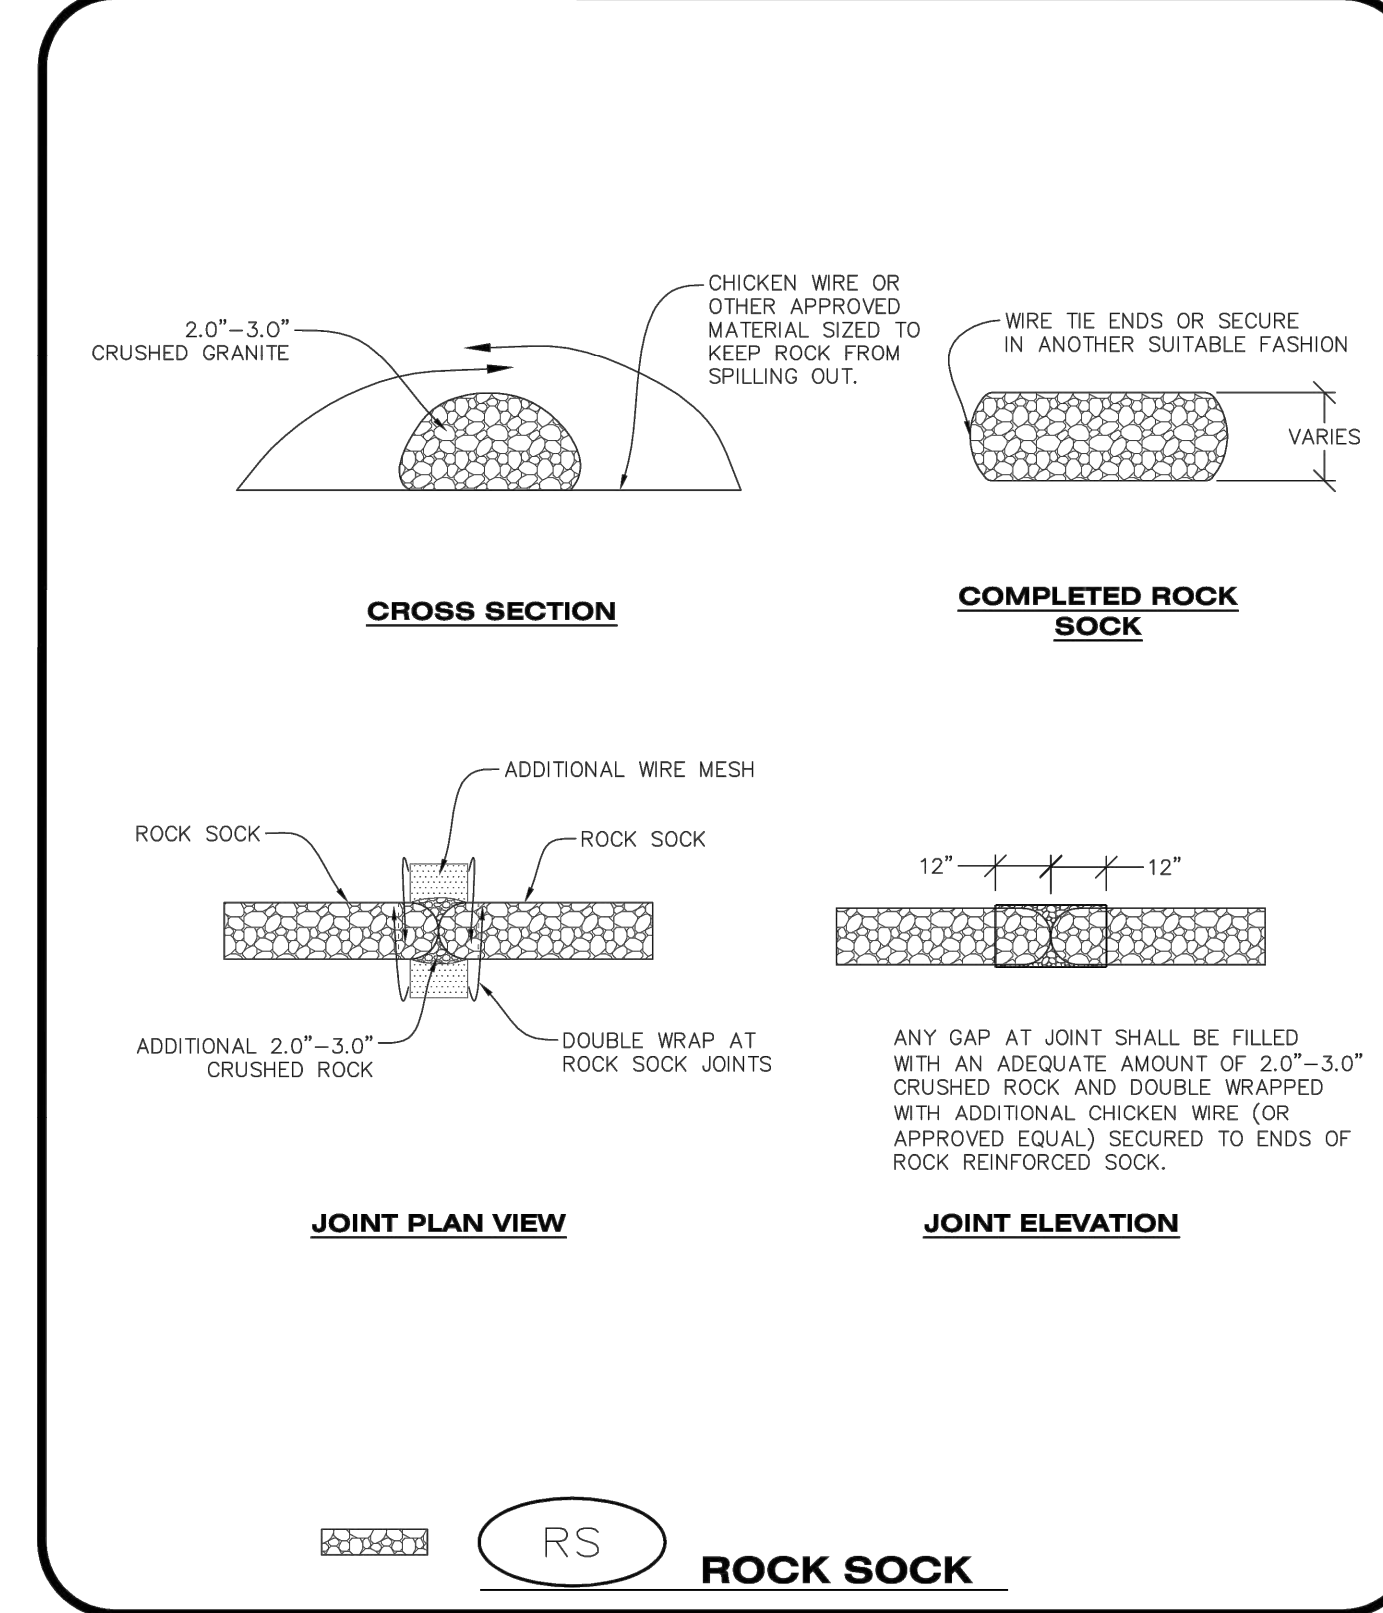 2.0"-3.0"
CRUSHED GRANITE
CHICKEN WIRE OR
OTHER APPROVED
MATERIAL SIZED TO
KEEP ROCK FROM
SPILLING OUT.
WIRE TIE ENDS OR SECURE
IN ANOTHER SUITABLE FASHION
VARIES
CROSS SECTION
COMPLETED ROCK
SOCK
ADDITIONAL WIRE MESH
ROCK SOCK
ROCK SOCK
ADDITIONAL 2.0"-3.0"
CRUSHED ROCK
DOUBLE WRAP AT
ROCK SOCK JOINTS
12"
12"
ANY GAP AT JOINT SHALL BE FILLED
WITH AN ADEQUATE AMOUNT OF 2.0"-3.0"
CRUSHED ROCK AND DOUBLE WRAPPED
WITH ADDITIONAL CHICKEN WIRE (OR
APPROVED EQUAL) SECURED TO ENDS OF
ROCK REINFORCED SOCK.
JOINT PLAN VIEW
JOINT ELEVATION
RS
ROCK SOCK